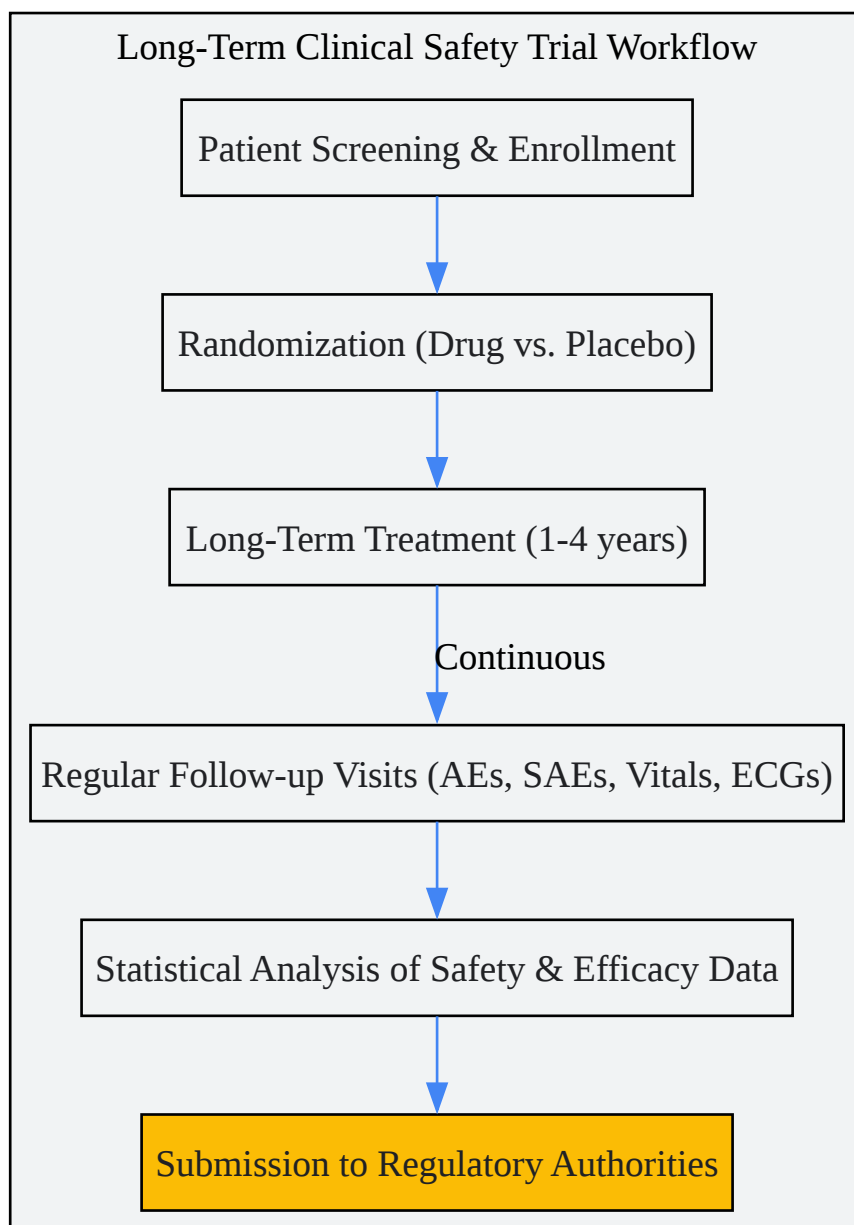 Long-Term Clinical Safety Trial Workflow
Patient Screening & Enrollment
Randomization (Drug vs. Placebo)
Long-Term Treatment (1-4 years)
Continuous
Regular Follow-up Visits (AEs, SAEs, Vitals, ECGs)
Statistical Analysis of Safety & Efficacy Data
Submission to Regulatory Authorities